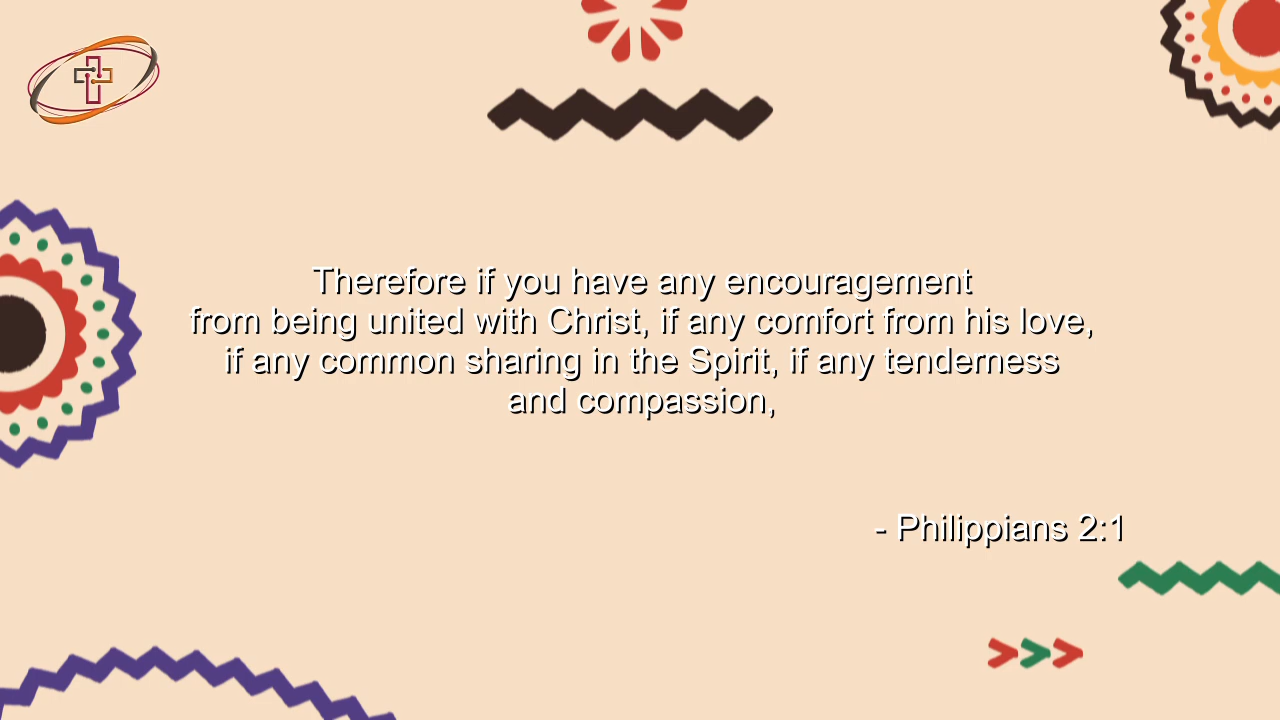 Therefore if you have any encouragement
from being united with Christ, if any comfort from his love,
if any common sharing in the Spirit, if any tenderness
and compassion,
- Philippians 2:1